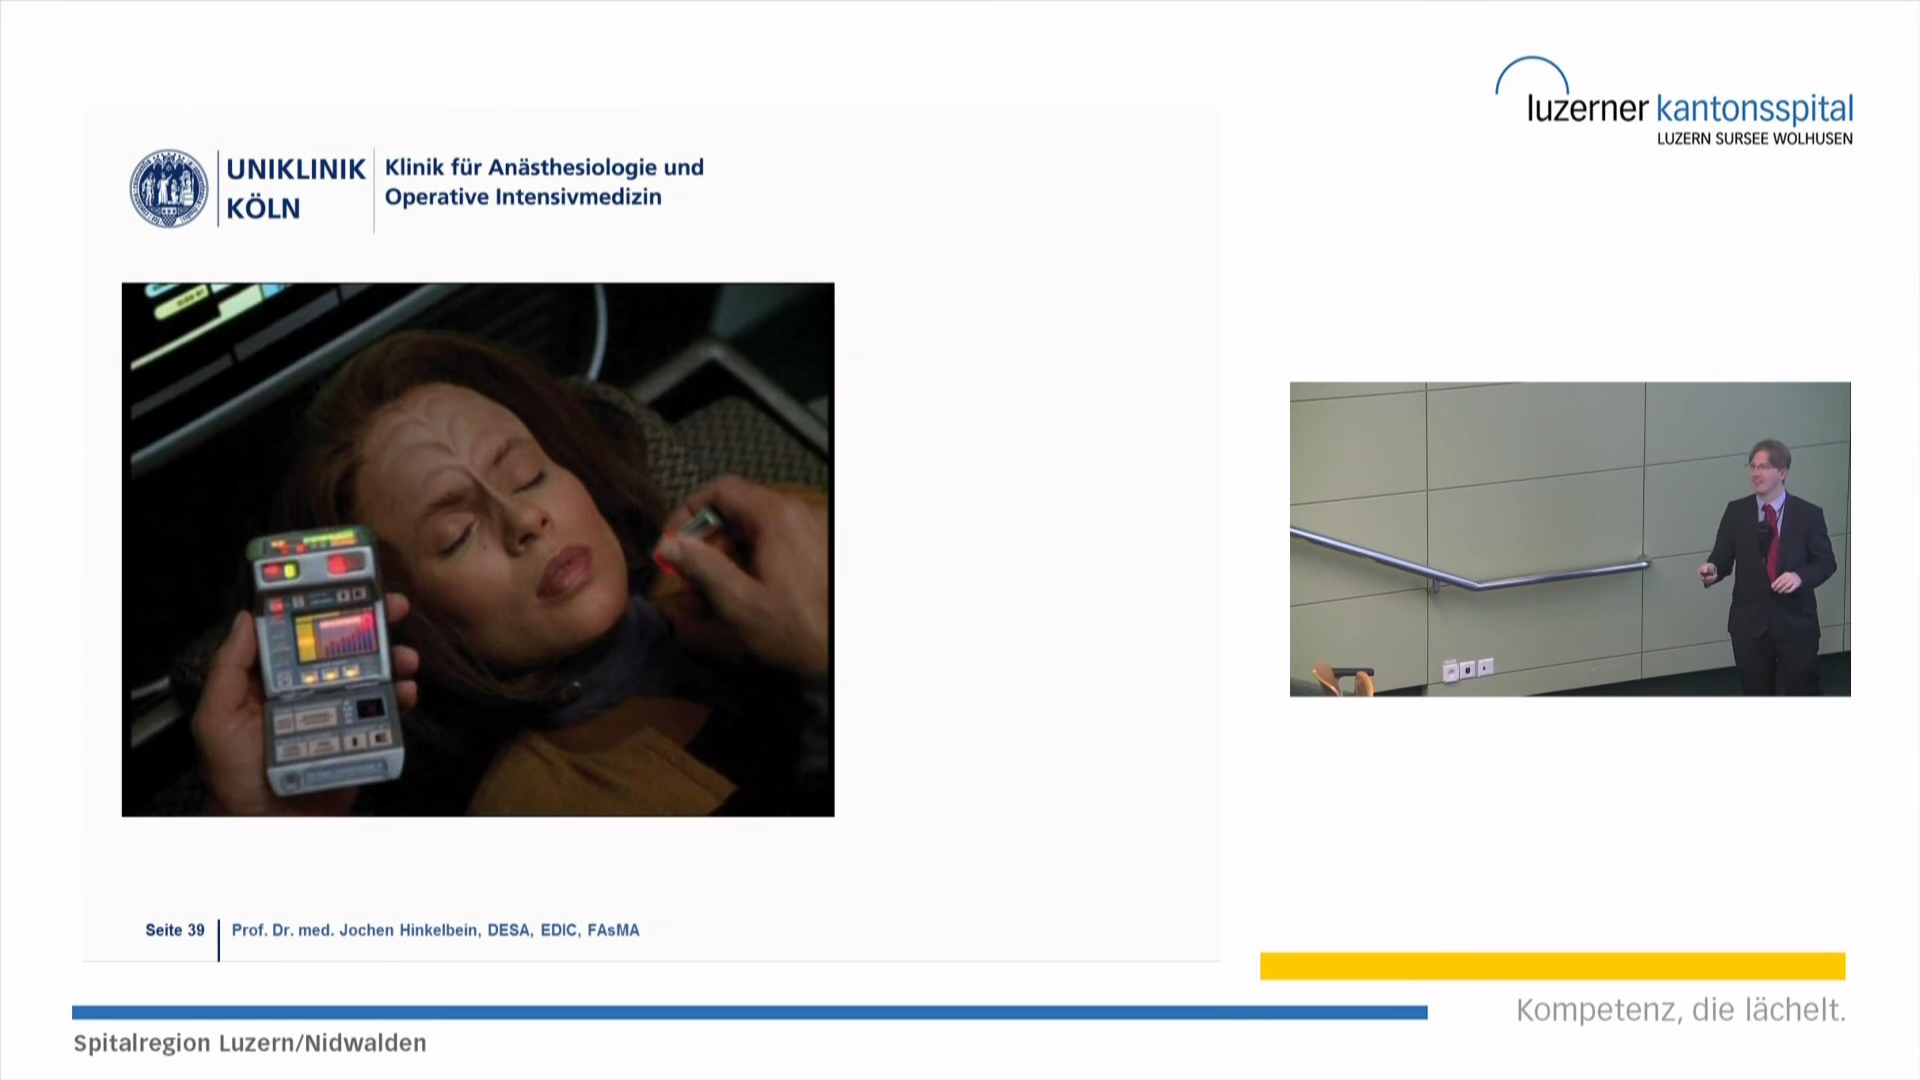 luzerner kantonsspital
LUZERN SURSEE WOLHUSEN
UNIKLINIK
KÖLN
Klinik für Anästhesiologie und
Operative Intensivmedizin
Seite 39
Prof. Dr. med. Jochen Hinkelbein, DESA, EDIC, FAsMA
Kompetenz, die lächelt.
Spitalregion Luzern/Nidwalden